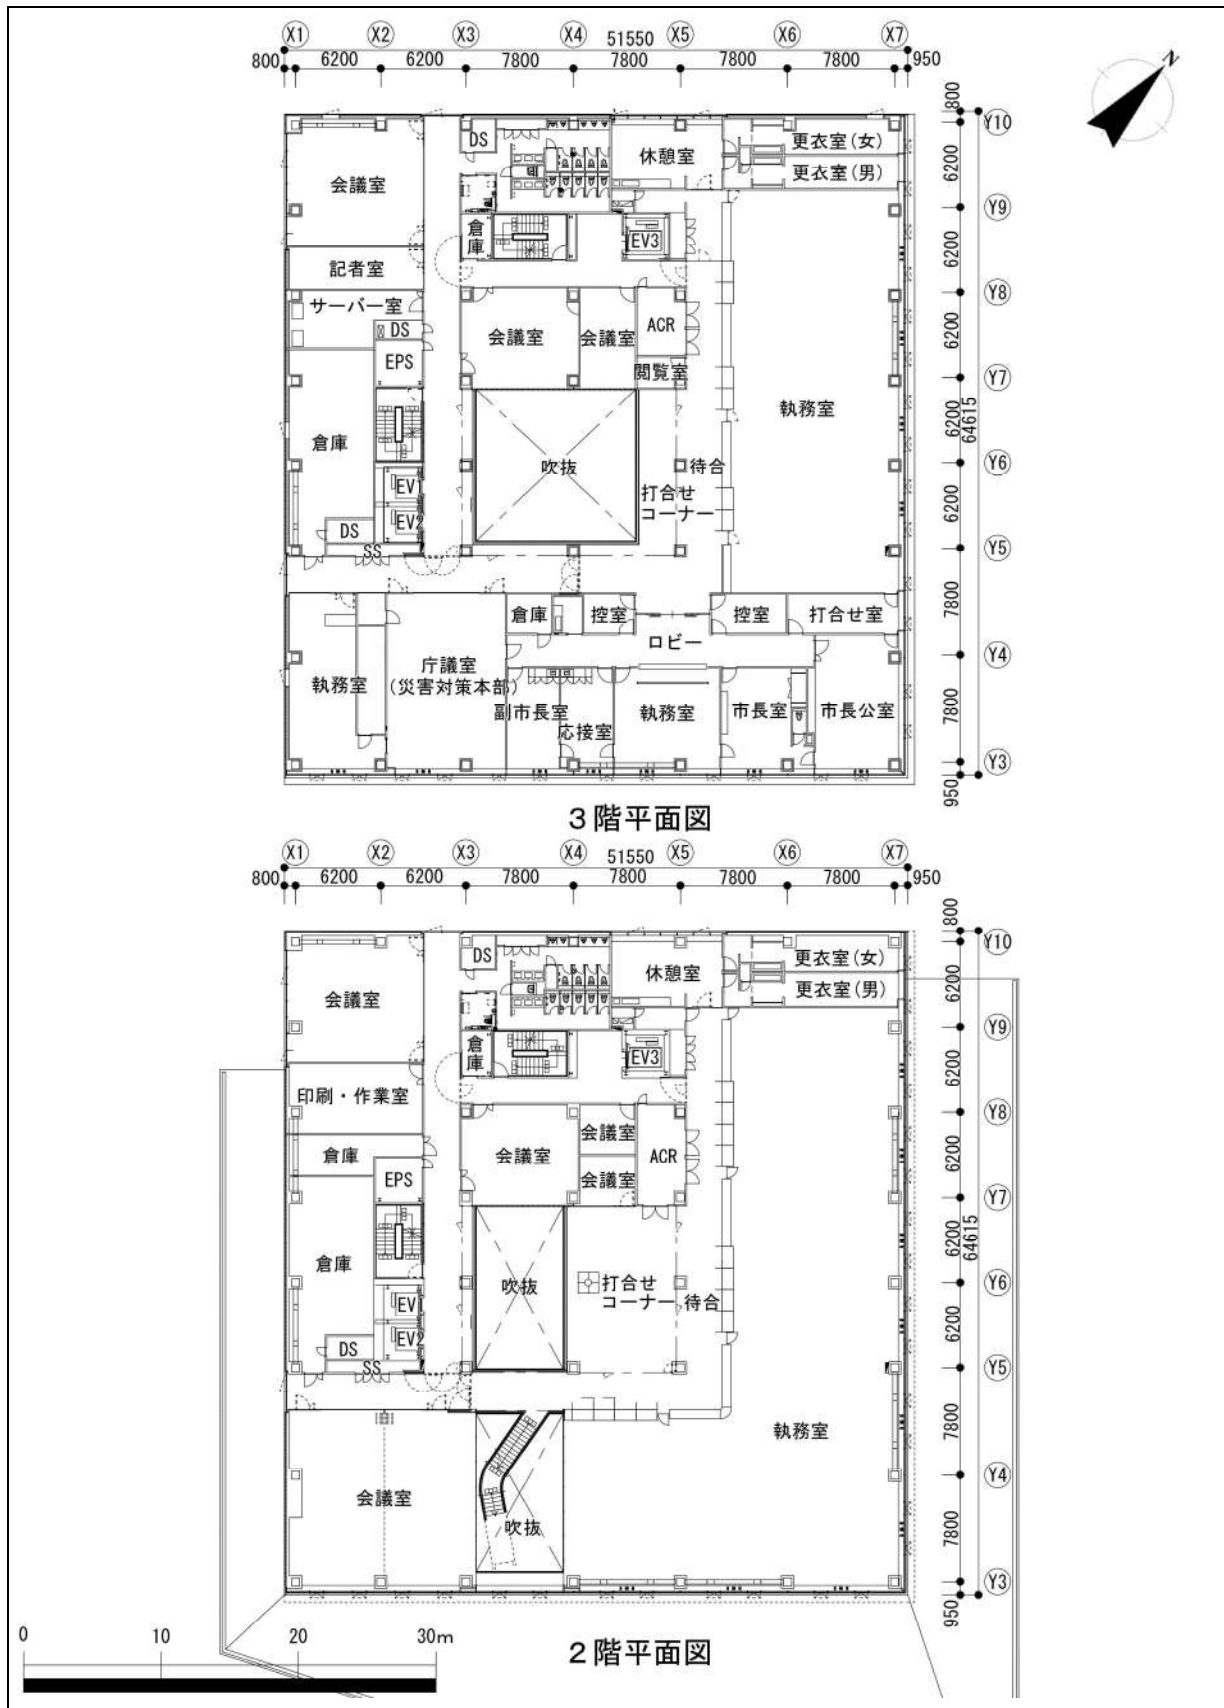 X1 X2 X3 X4 X5 X6 X7
51550
800 6200 6200 7800 7800 7800 7800 950
N
800
Y10
更衣室(女)
DS
休憩室
6200
会議室
更衣室(男)
Y9
倉庫
EV3
6200
記者室
Y8
サーバー室
ACR
DS
会議室
会議室
6200
EPS
閲覧室
Y7
執務室
6200
64615
倉庫
吹抜
待合
Y6
EV1
打合せ
コーナー
6200
EV2
DS
SS
Y5
7800
倉庫
控室
控室
打合せ室
ロビー
Y4
庁議室
(災害対策本部)
執務室
副市長室
応接室
執務室
市長室
市長公室
7800
Y3
950
3階平面図
X1 X2 X3 X4 X5 X6 X7
51550
800 6200 6200 7800 7800 7800 7800 950
800
Y10
DS
更衣室(女)
休憩室
6200
会議室
更衣室(男)
Y9
倉庫
EV3
6200
印刷・作業室
Y8
会議室
倉庫
会議室
ACR
6200
EPS
会議室
Y7
6200
64615
倉庫
吹抜
打合せ
コーナー
待合
Y6
EV
6200
EV2
DS
SS
Y5
7800
執務室
Y4
会議室
吹抜
7800
Y3
950
0 10 20 30m
2階平面図